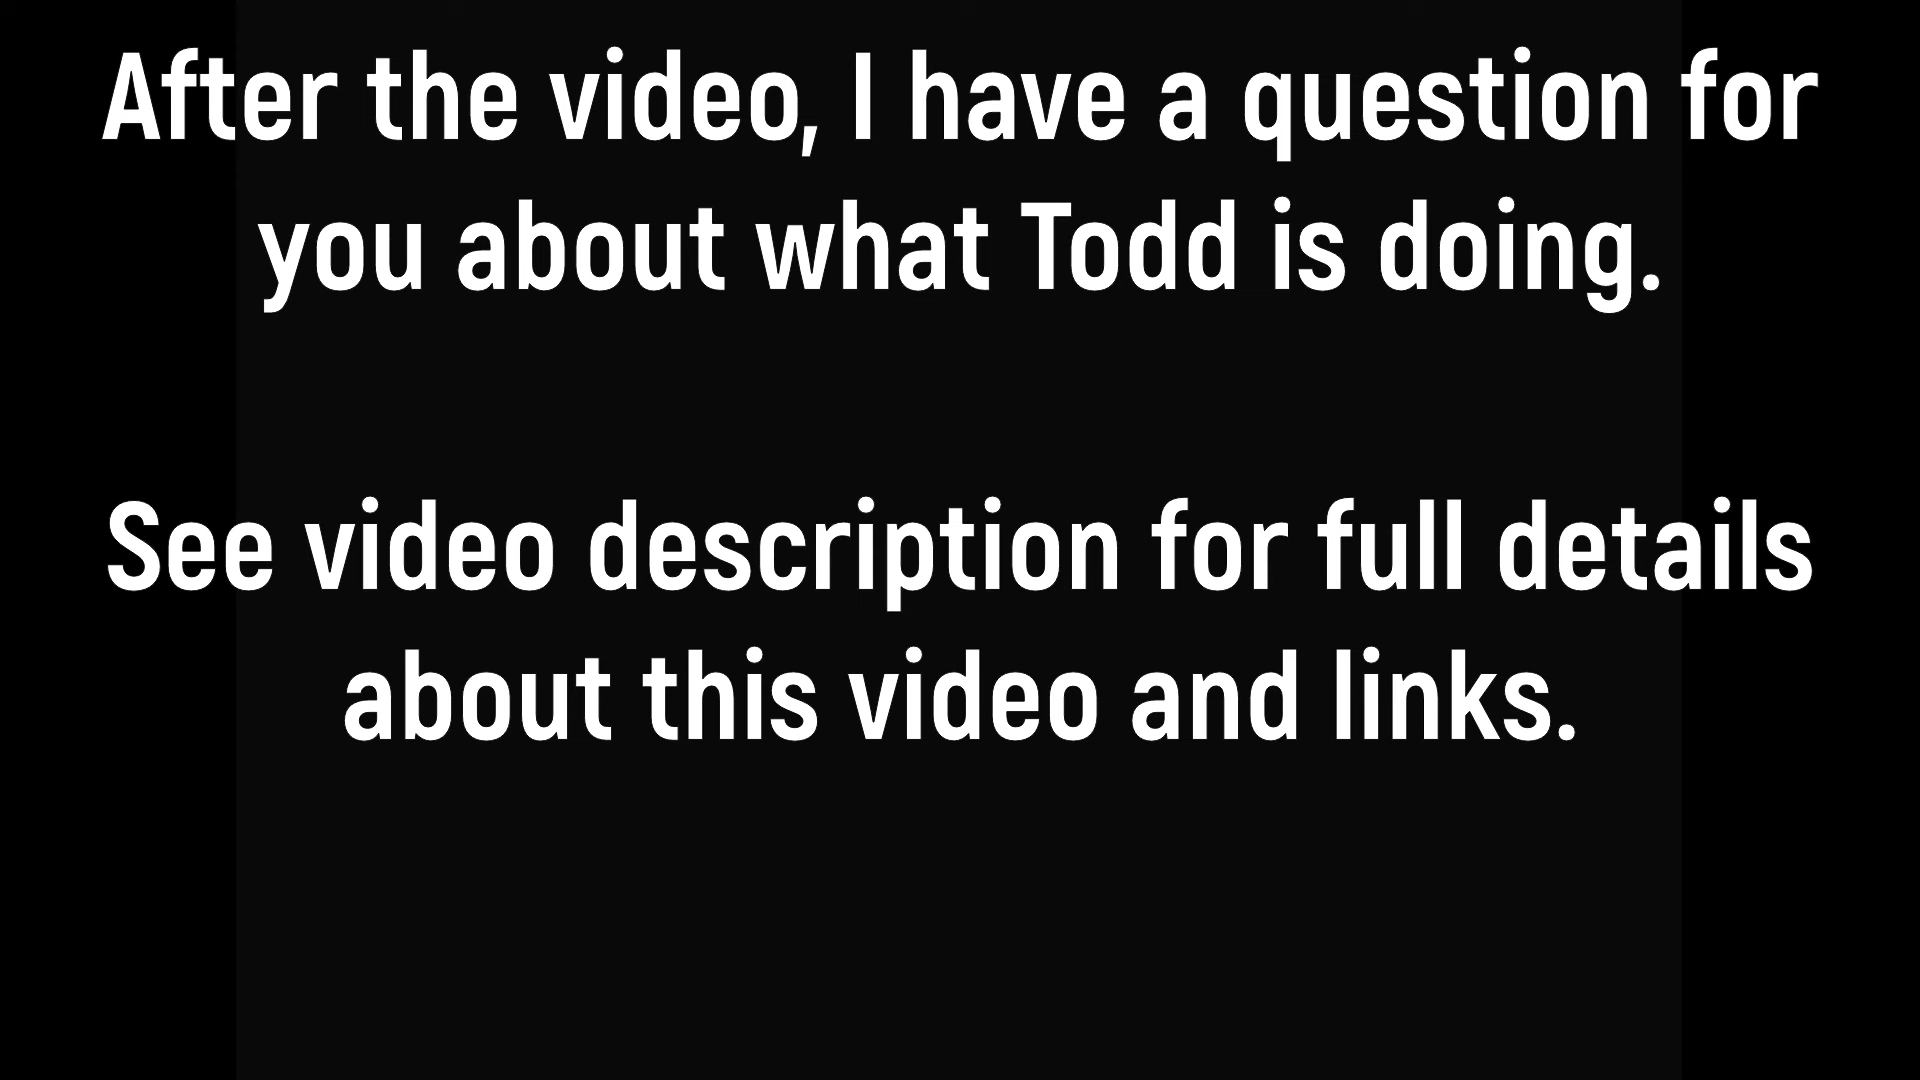 After the video, I have a question for
you about what Todd is doing.
See video description for full details
about this video and links.